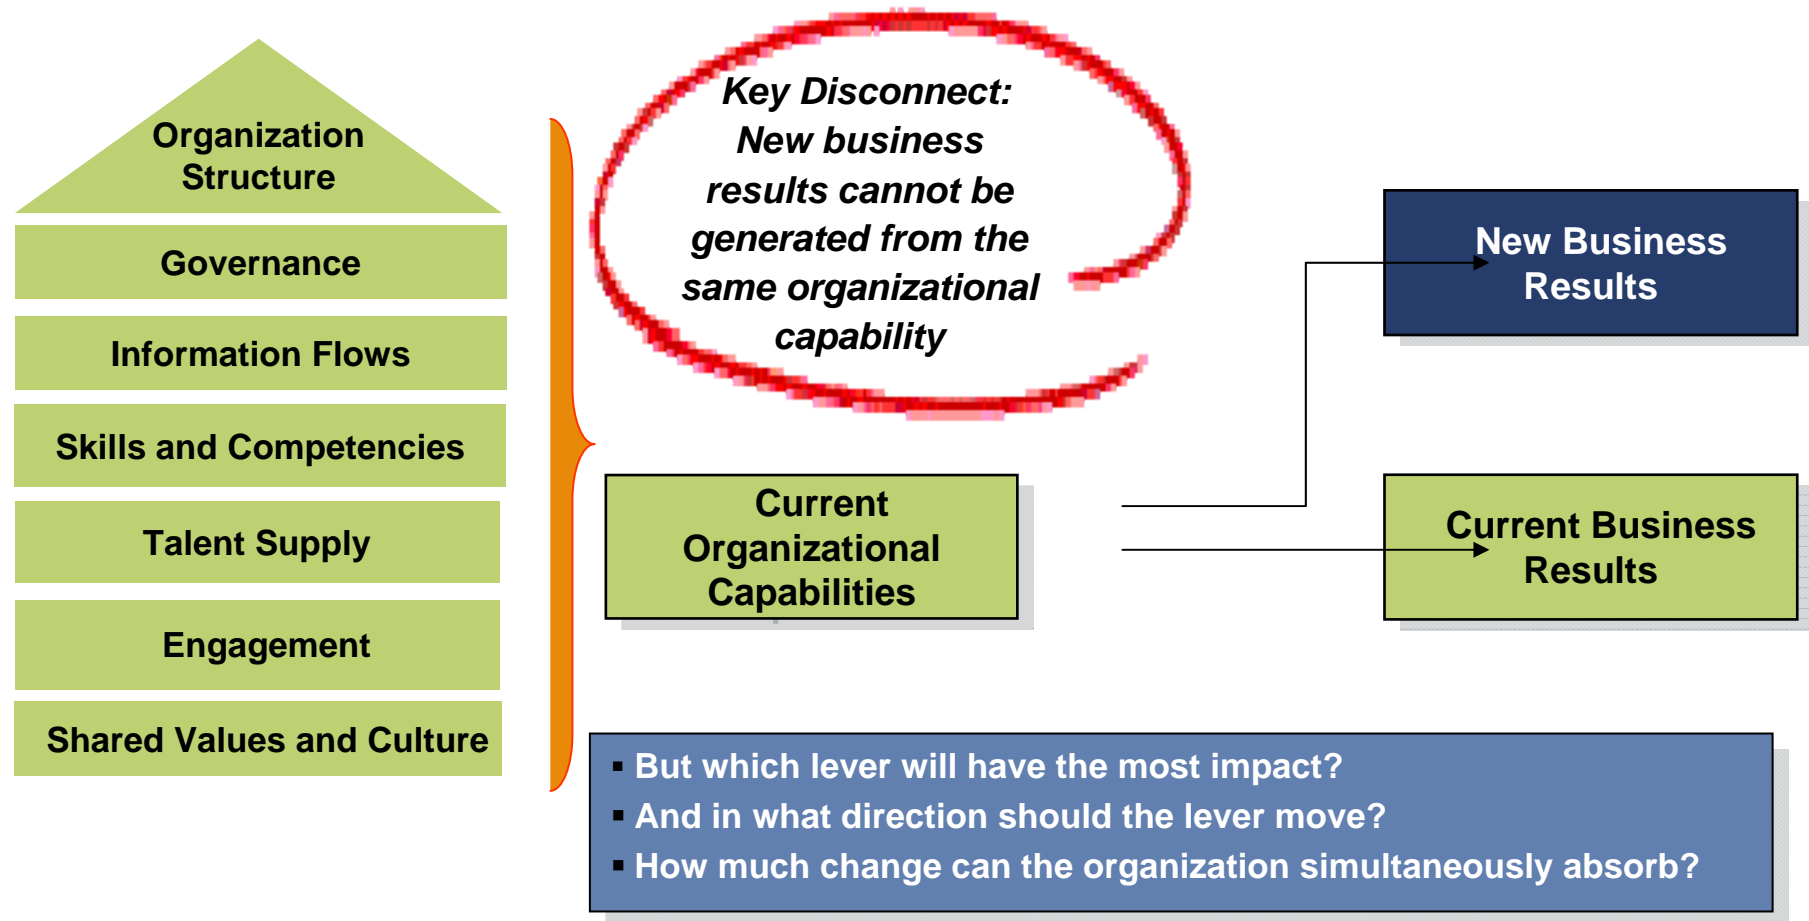 Organization
Structure
Governance
Information Flows
Skills and Competencies
Talent Supply
Engagement
Shared Values and Culture
Key Disconnect:
New business
results cannot be
generated from the
same organizational
capability
Current
Organizational
Capabilities
New Business
Results
Current Business
Results
▪ But which lever will have the most impact?
▪ And in what direction should the lever move?
▪ How much change can the organization simultaneously absorb?